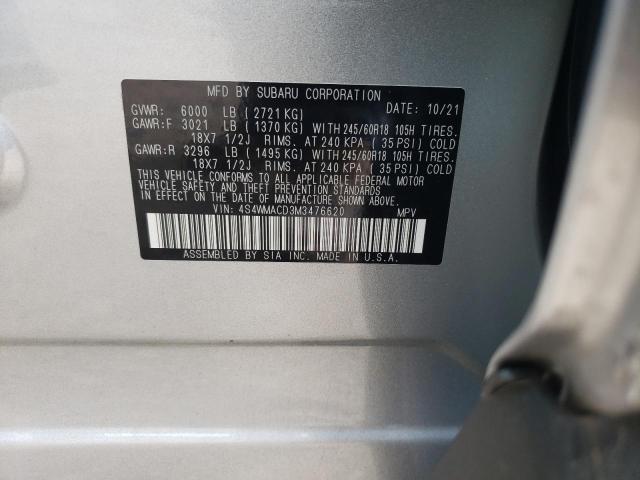 MFD BY SUBARU CORPORATION
GVWR: 6000 LB ( 2721 KG) DATE: 10/21
GAWR:F 3021 LB ( 1370 KG) WITH 245/60R18 105H TIRES.
18X7 1/2J RIMS. AT 240 KPA ( 35 PSI) COLD
GAWR:R 3296 LB ( 1495 KG) WITH 245/60R18 105H TIRES.
18X7 1/2J RIMS. AT 240 KPA ( 35 PSI) COLD
THIS VEHICLE CONFORMS TO ALL APPLICABLE FEDERAL MOTOR
VEHICLE SAFETY AND THEFT PREVENTION STANDARDS
IN EFFECT ON THE DATE OF MANUFACTURE SHOWN ABOVE.
VIN: 4S4WMACD3M3476620 MPV
ASSEMBLED BY SIA INC. IN U.S.A.